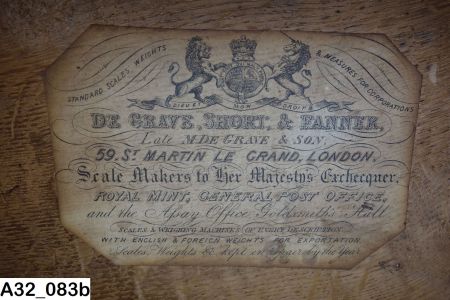 STANDARD SCALES, WEIGHTS
& MEASURES FOR CORPORATIONS
DIEU ET MON DROIT
DE GRAVE, SHORT, & FANNER,
Late M. DE GRAVE & SON,
59. ST MARTIN LE GRAND, LONDON,
Scale Makers to Her Majestys Exchequer,
ROYAL MINT, GENERAL POST OFFICE,
and the Assay Office Goldsmiths Hall
SCALES & WEIGHING MACHINES OF EVERY DESCRIPTION
WITH ENGLISH & FOREIGN WEIGHTS FOR EXPORTATION.
Scales, Weights &c kept in repair by the Year
A32_083b